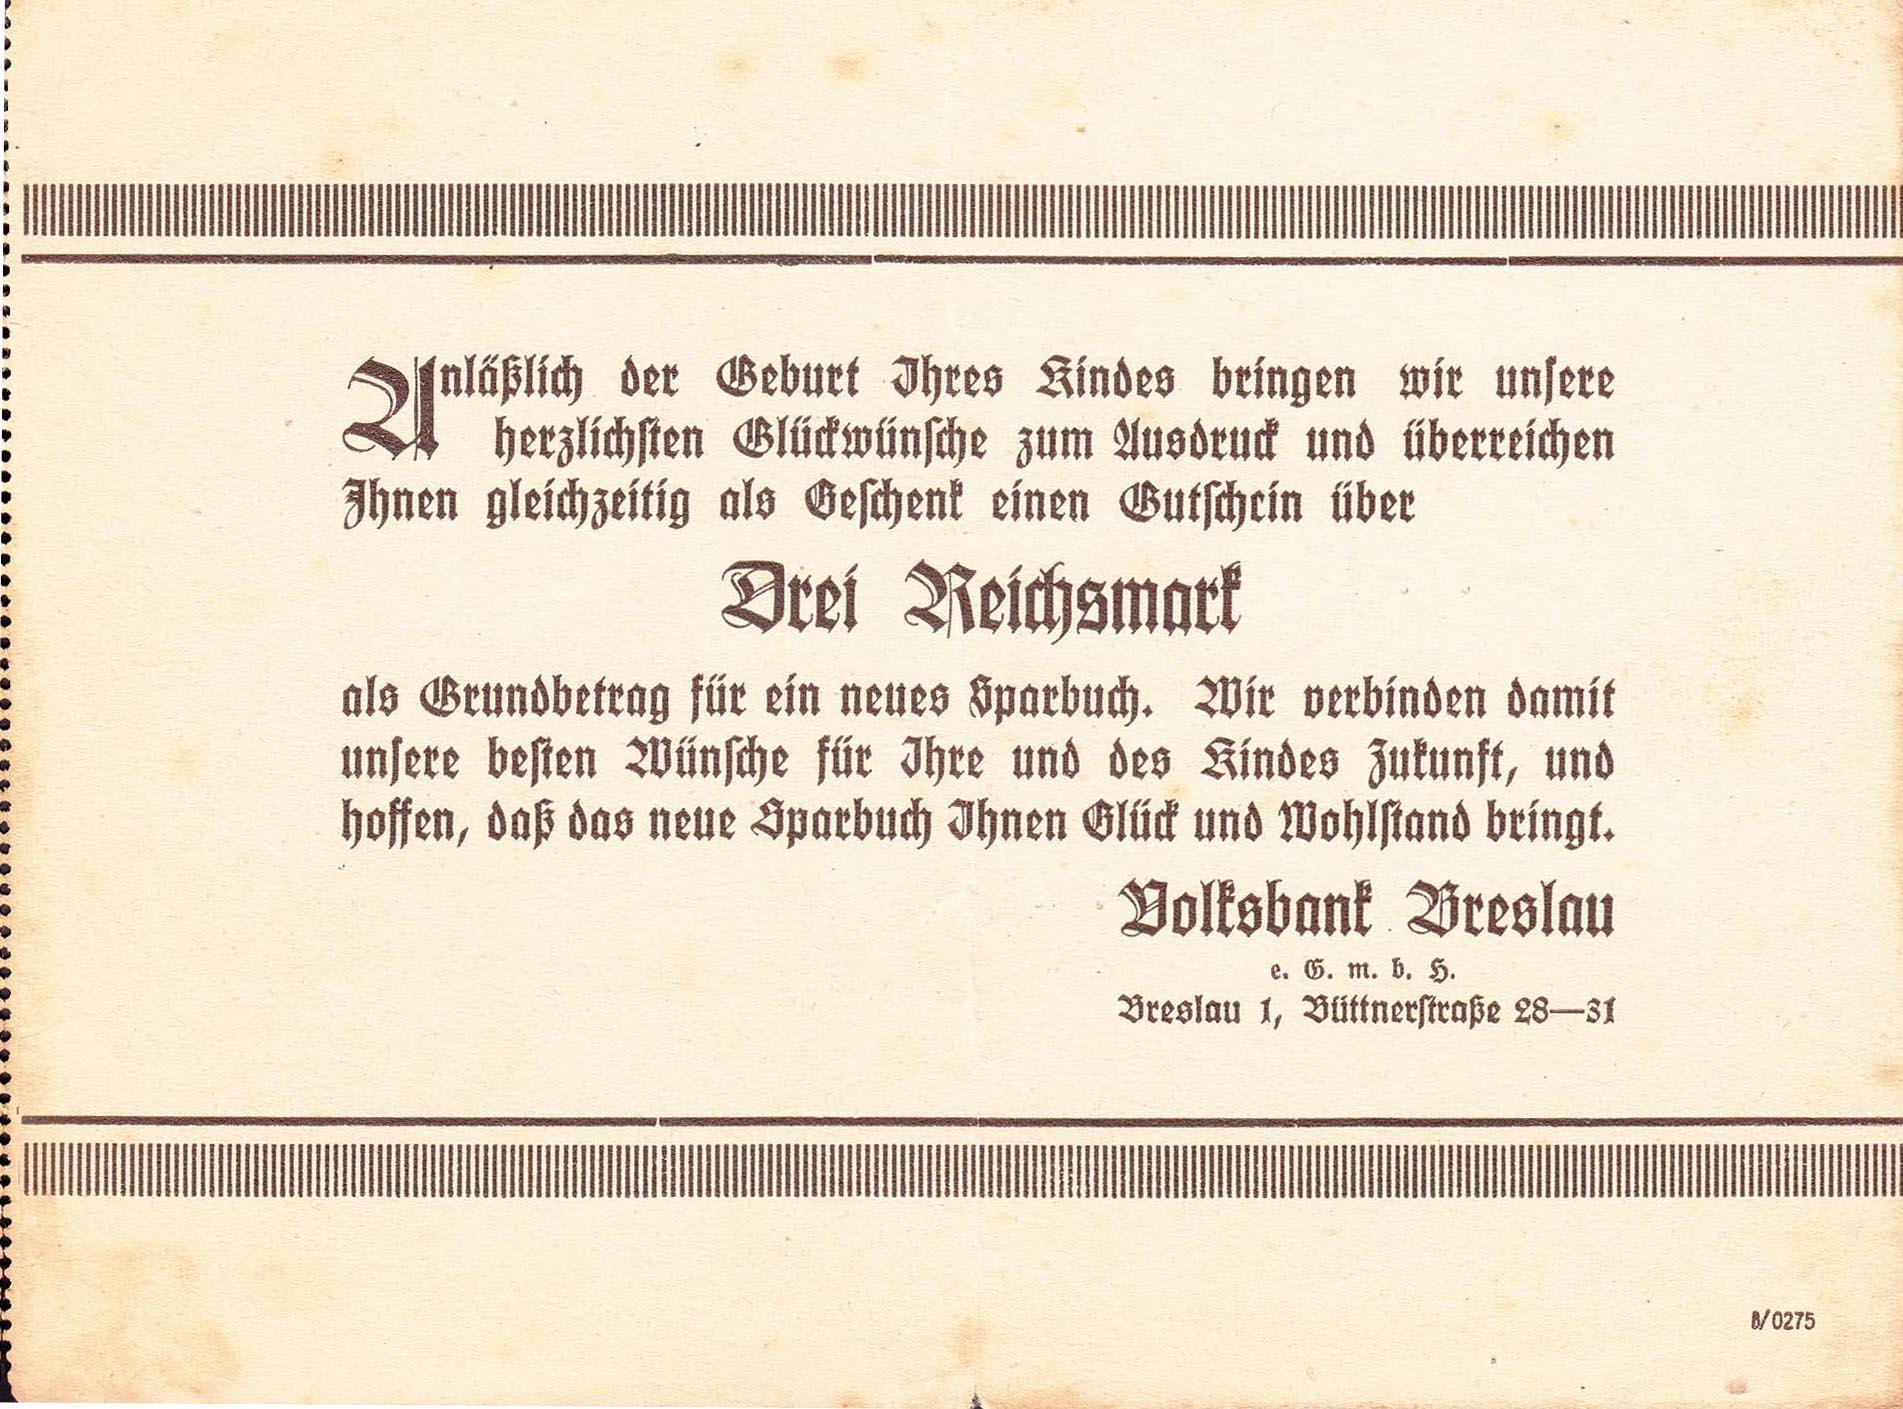 Anläßlich der Geburt Ihres Kindes bringen wir unsere
herzlichsten Glückwünsche zum Ausdruck und überreichen
Ihnen gleichzeitig als Geschenk einen Gutschein über
Drei Reichsmark
als Grundbetrag für ein neues Sparbuch. Wir verbinden damit
unsere besten Wünsche für Ihre und des Kindes Zukunft, und
hoffen, daß das neue Sparbuch Ihnen Glück und Wohlstand bringt.
Volksbank Breslau
e. G. m. b. H.
Breslau 1, Büttnerstraße 28—31
B/0275